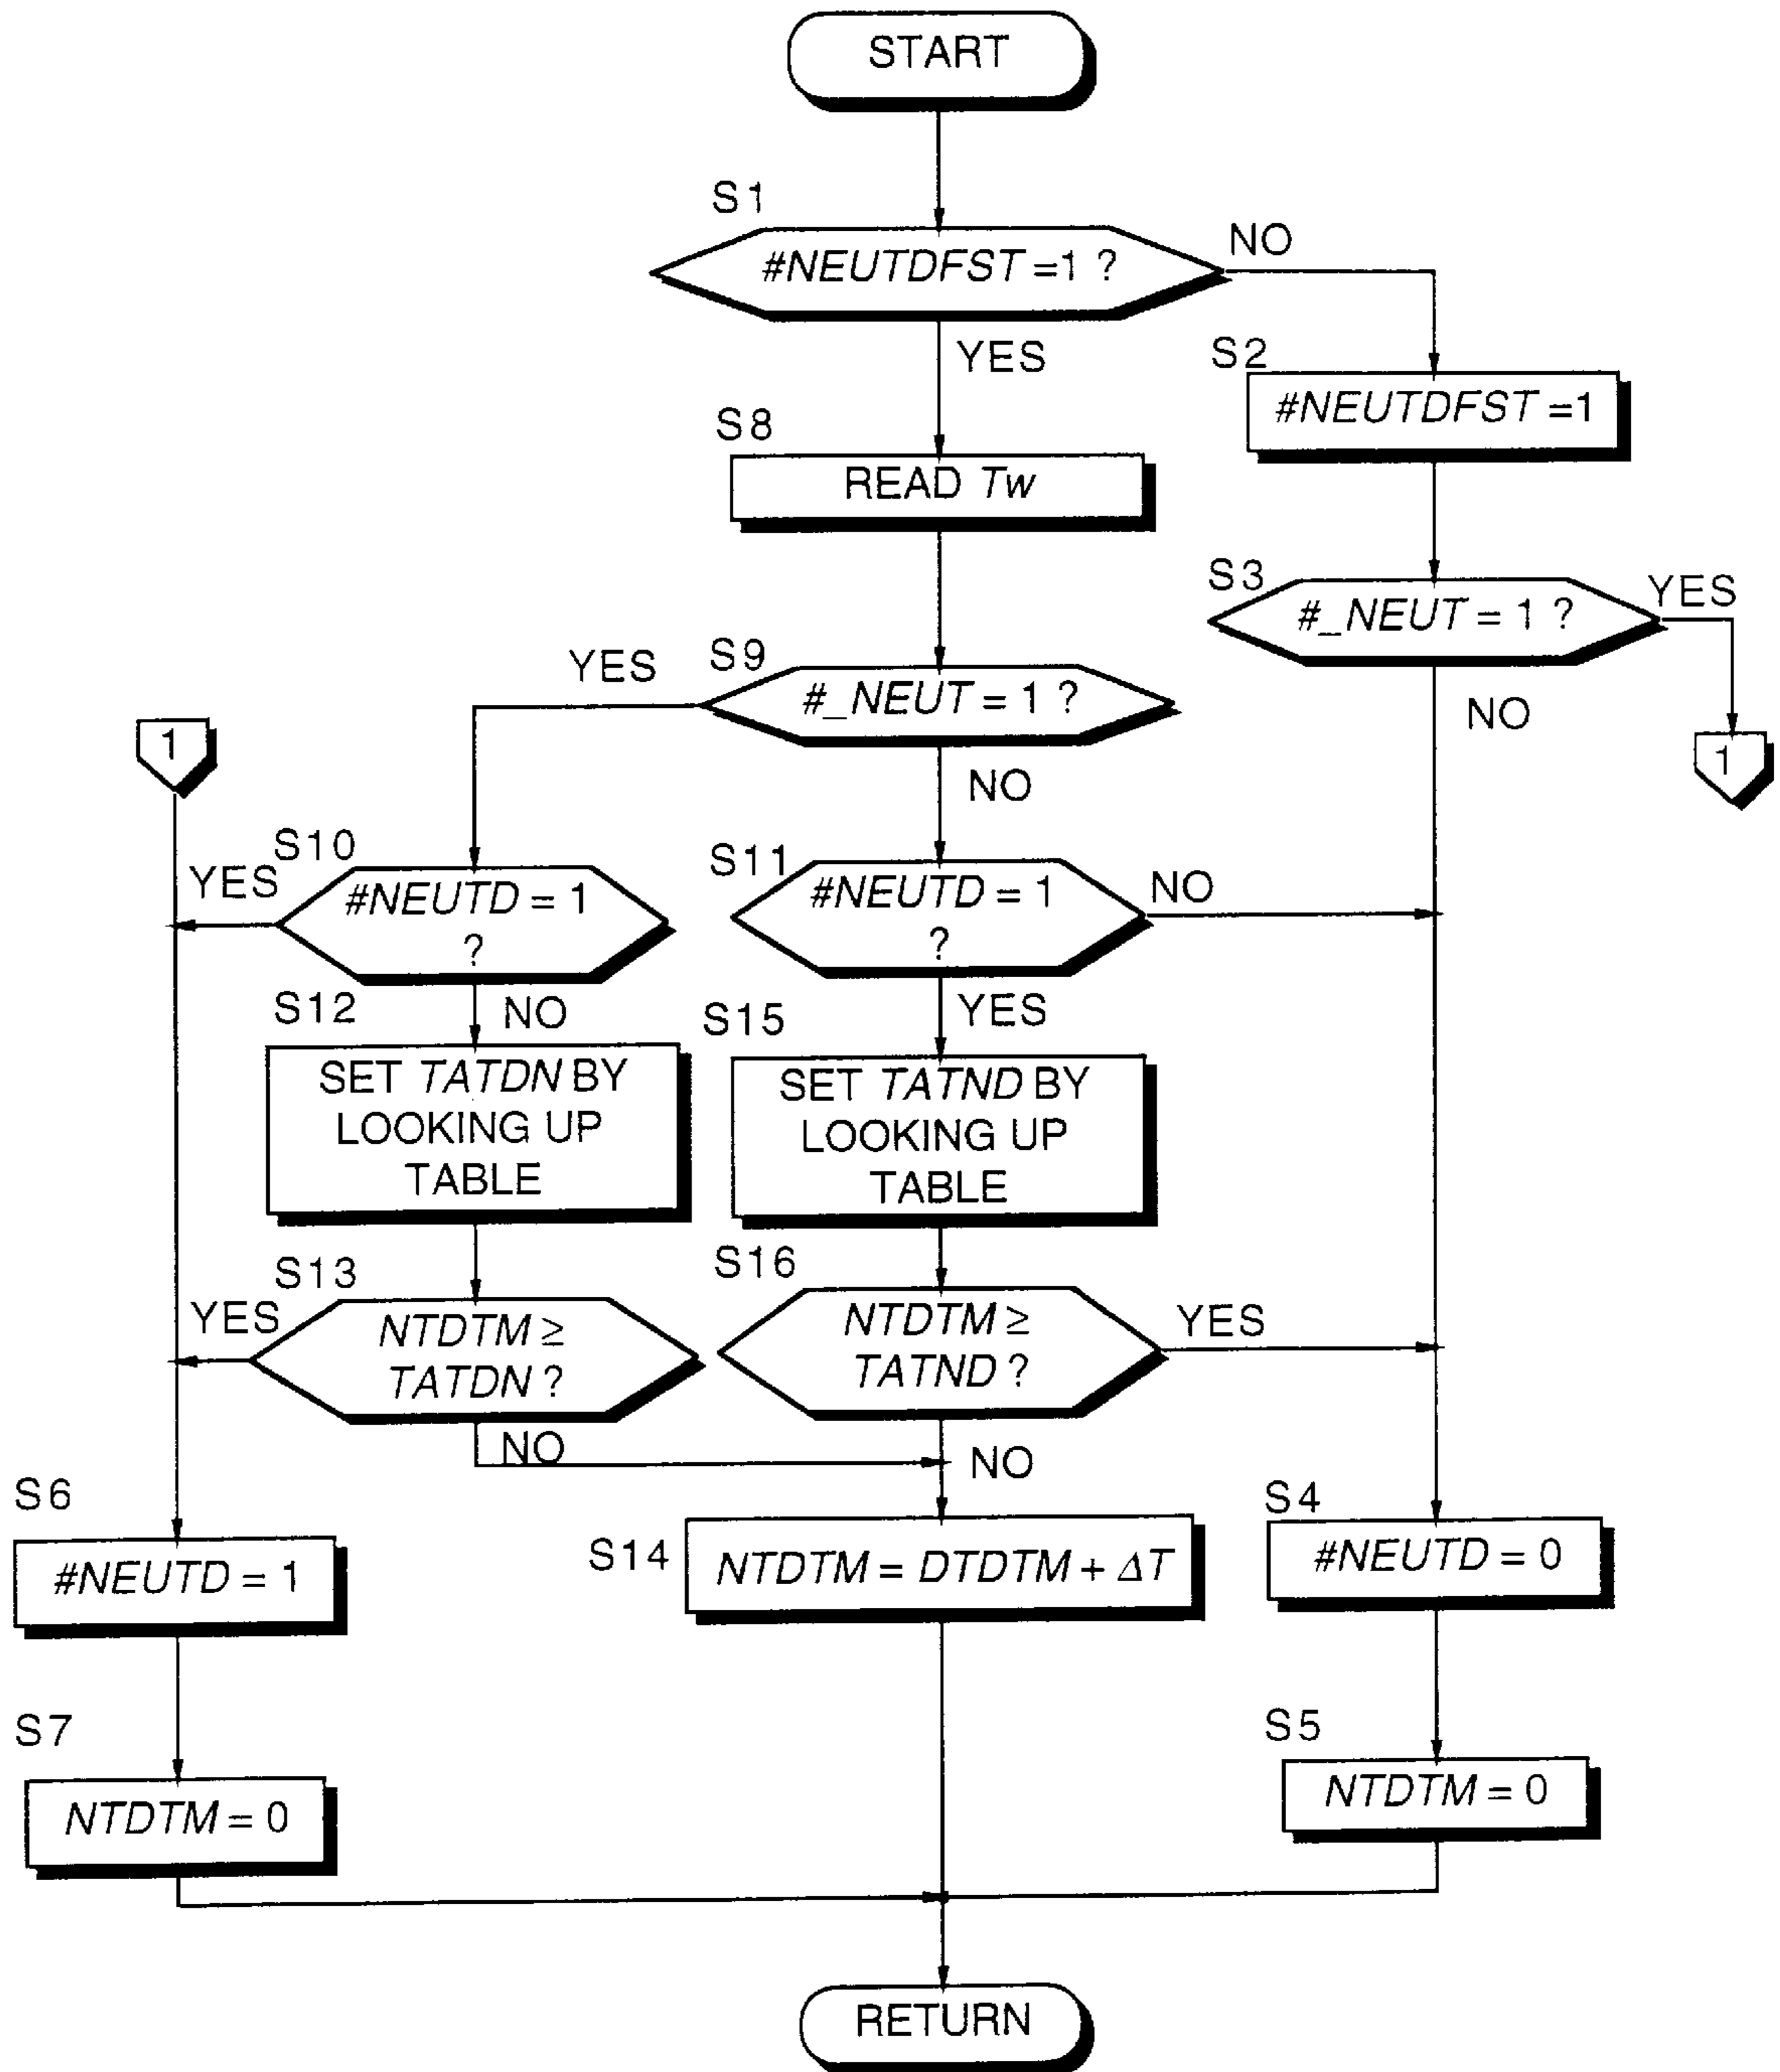 START
S1
#NEUTDFST =1 ?
NO
YES
S2
#NEUTDFST =1
S8
READ Tw
S3
#_NEUT = 1 ?
YES
NO
1
S9
#_NEUT = 1 ?
YES
NO
1
S10
#NEUTD = 1
?
YES
NO
S11
#NEUTD = 1
?
NO
YES
S12
SET TATDN BY
LOOKING UP
TABLE
S15
SET TATND BY
LOOKING UP
TABLE
S13
NTDTM ≥
TATDN ?
YES
NO
S16
NTDTM ≥
TATND ?
YES
NO
S6
#NEUTD = 1
S14
NTDTM = DTDTM + ΔT
S4
#NEUTD = 0
S7
NTDTM = 0
S5
NTDTM = 0
RETURN